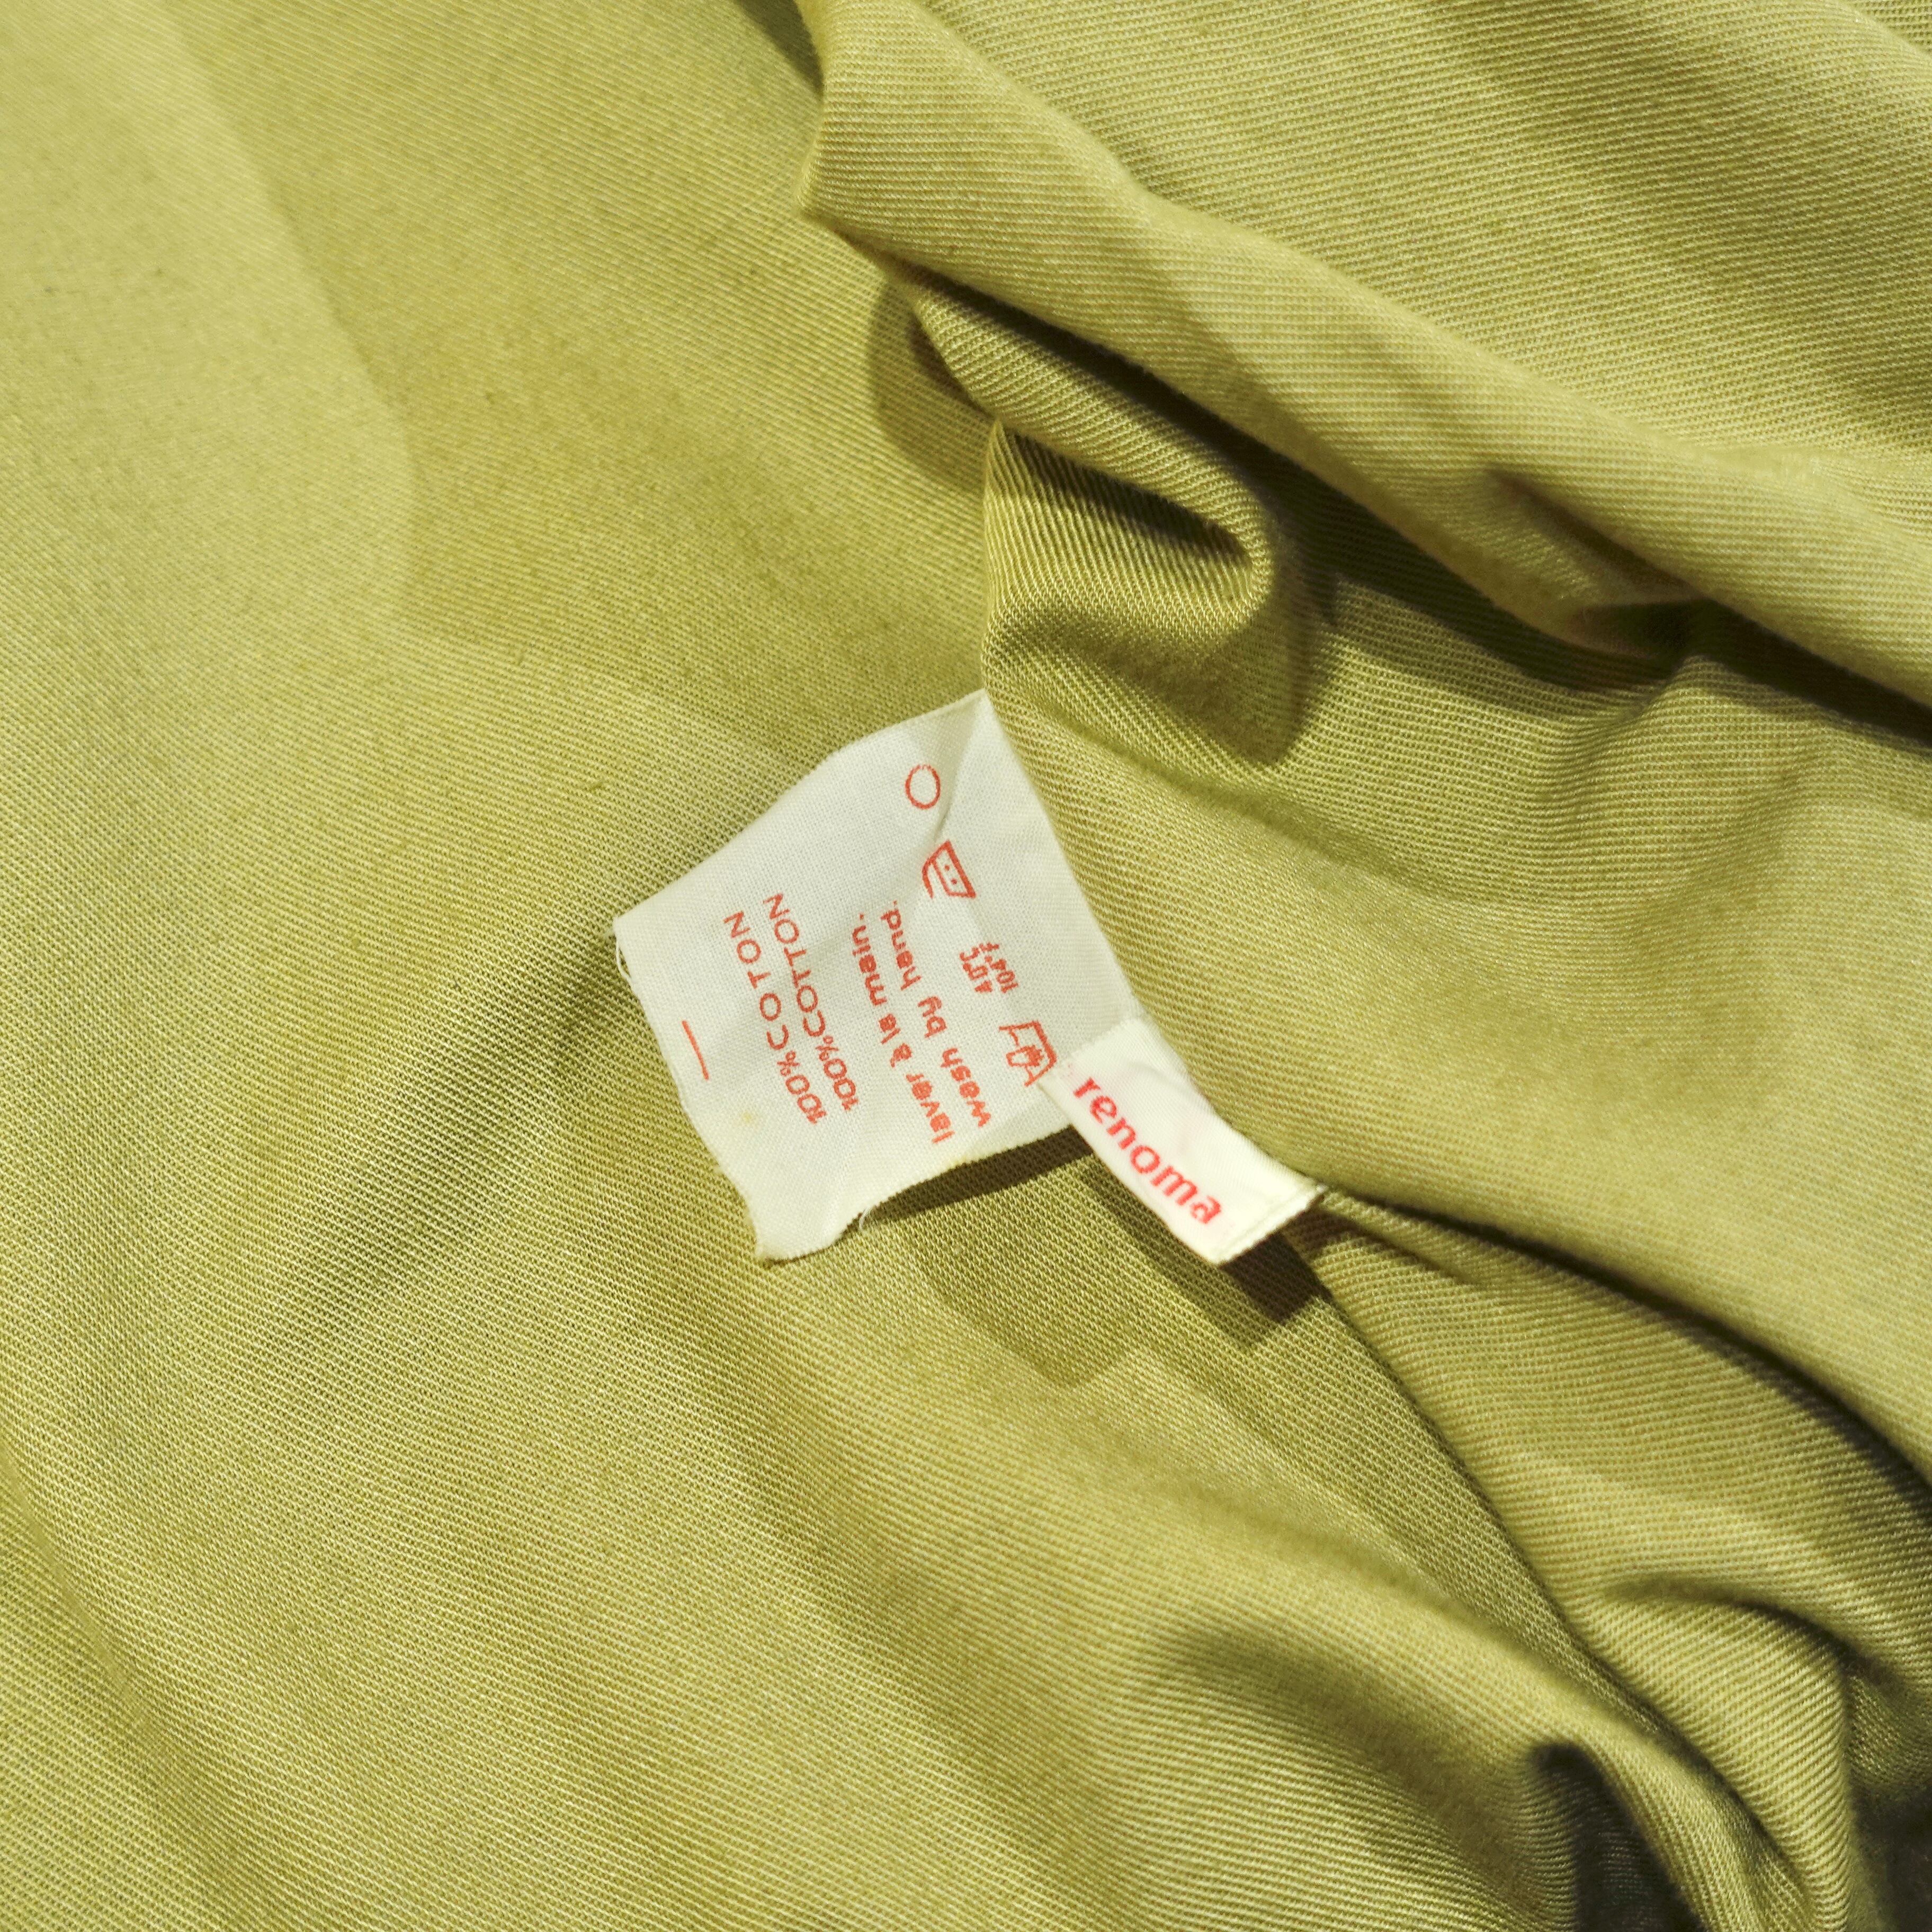 renoma
40°C
104°F
wash by hand.
laver à la main.
100%COTTON
100%COTON